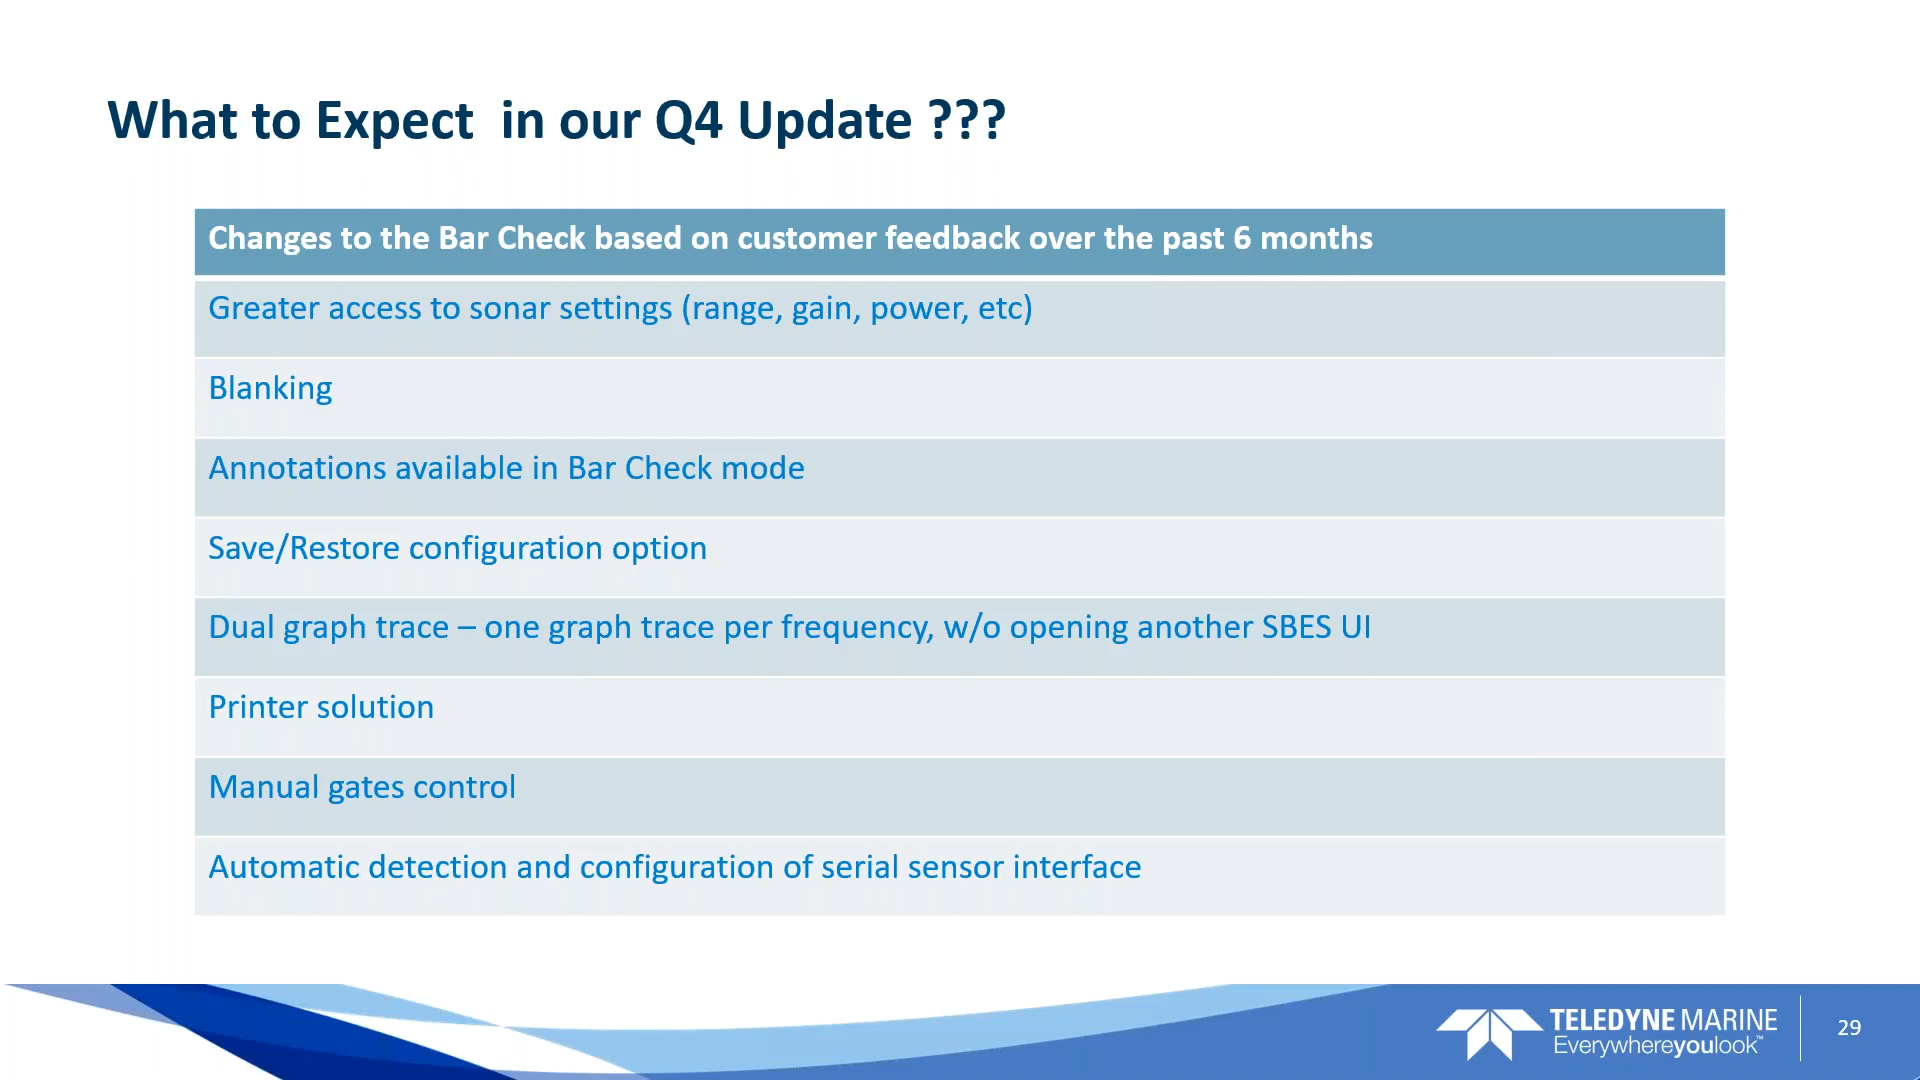 What to Expect  in our Q4 Update ???
Changes to the Bar Check based on customer feedback over the past 6 months
Greater access to sonar settings (range, gain, power, etc)
Blanking
Annotations available in Bar Check mode
Save/Restore configuration option
Dual graph trace – one graph trace per frequency, w/o opening another SBES UI
Printer solution
Manual gates control
Automatic detection and configuration of serial sensor interface
TELEDYNE MARINE
Everywhereyoulook™
29